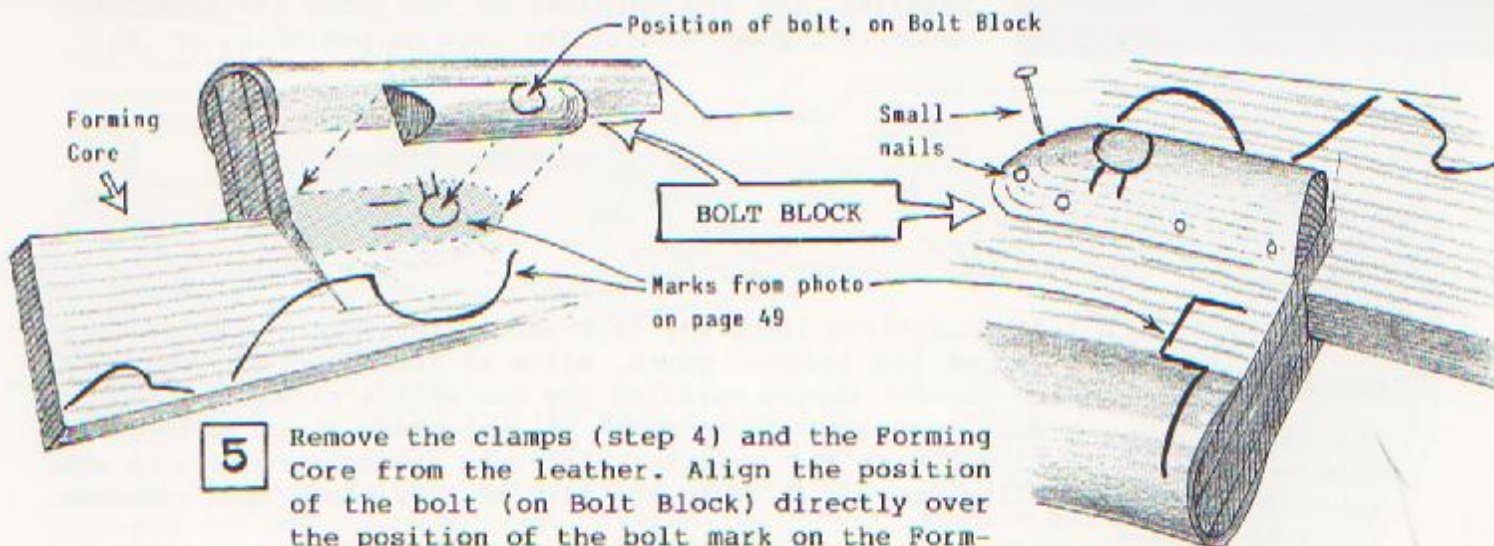 Position of bolt, on Bolt Block
Forming
Core
Small
nails
BOLT BLOCK
Marks from photo
on page 49
5
Remove the clamps (step 4) and the Forming
Core from the leather. Align the position
of the bolt (on Bolt Block) directly over
the position of the bolt mark on the Form-